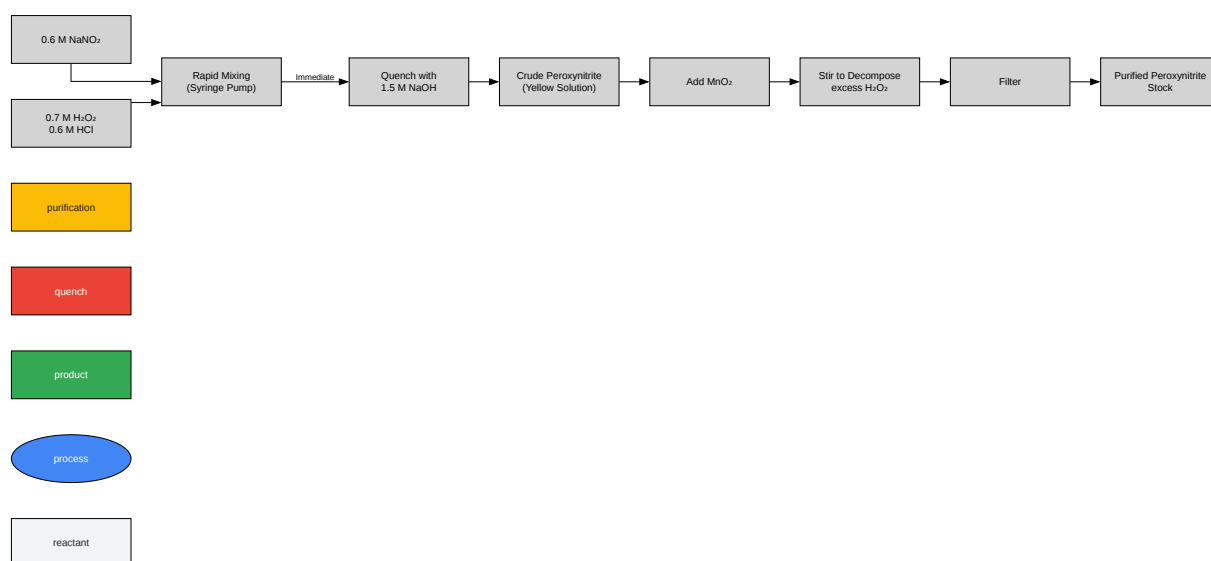 0.6 M NaNO₂
0.7 M H₂O₂
0.6 M HCl
Rapid Mixing
(Syringe Pump)
Immediate
Quench with
1.5 M NaOH
Crude Peroxynitrite
(Yellow Solution)
Add MnO₂
Stir to Decompose
excess H₂O₂
Filter
Purified Peroxynitrite
Stock
purification
quench
product
process
reactant